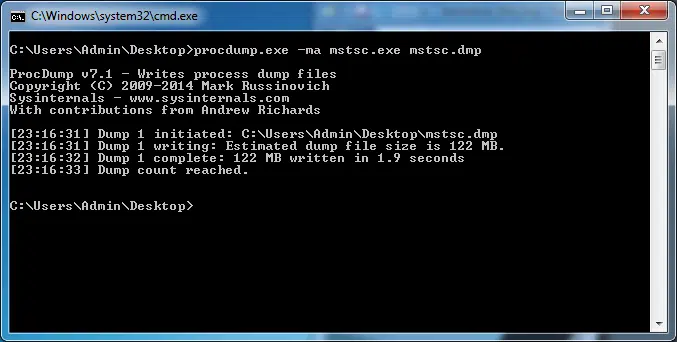 C:\Windows\system32\cmd.exe
C:\Users\Admin\Desktop>procdump.exe -ma mstsc.exe mstsc.dmp
ProcDump v7.1 - Writes process dump files
Copyright (C) 2009-2014 Mark Russinovich
Sysinternals - www.sysinternals.com
With contributions from Andrew Richards
[23:16:31] Dump 1 initiated: C:\Users\Admin\Desktop\mstsc.dmp
[23:16:31] Dump 1 writing: Estimated dump file size is 122 MB.
[23:16:32] Dump 1 complete: 122 MB written in 1.9 seconds
[23:16:33] Dump count reached.
C:\Users\Admin\Desktop>